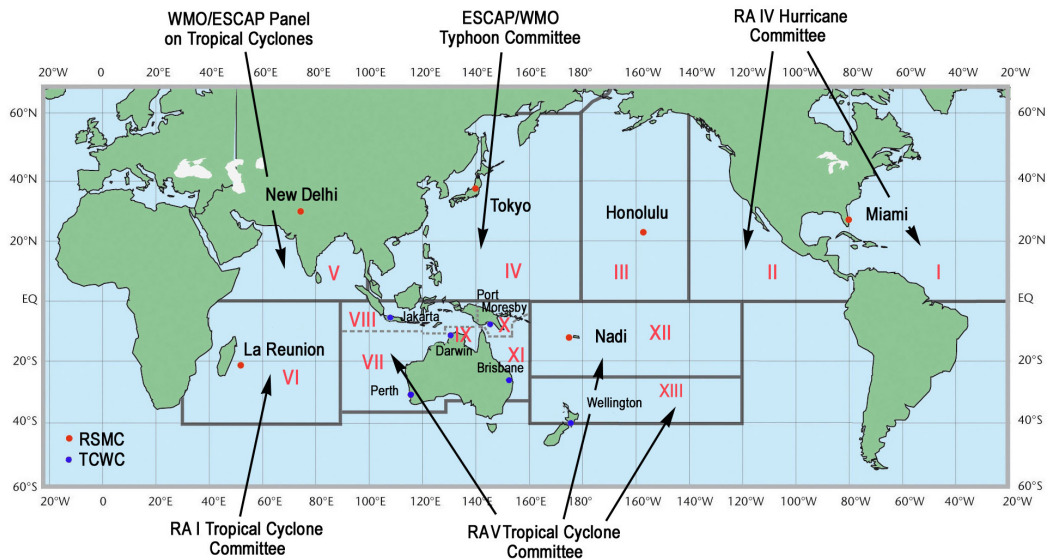 WMO/ESCAP Panel
on Tropical Cyclones
ESCAP/WMO
Typhoon Committee
RA IV Hurricane
Committee
20°W 0 20°E 40°E 60°E 80°E 100°E 120°E 140°E 160°E 180° 160°W 140°W 120°W 100°W 80°W 60°W 40°W 20°W
60°N 60°N
40°N 40°N
New Delhi
Tokyo
Honolulu
Miami
20°N 20°N
V
IV
III
II
I
EQ EQ
Port
Moresby
VIII
Jakarta
IX
X
Darwin
Nadi
XII
La Reunion
VI
VII
XI
20°S 20°S
Brisbane
Perth
XIII
Wellington
40°S 40°S
RSMC
TCWC
60°S 60°S
20°W 0 20°E 40°E 60°E 80°E 100°E 120°E 140°E 160°E 180° 160°W 140°W 120°W 100°W 80°W 60°W 40°W 20°W
RA I Tropical Cyclone
Committee
RA V Tropical Cyclone
Committee